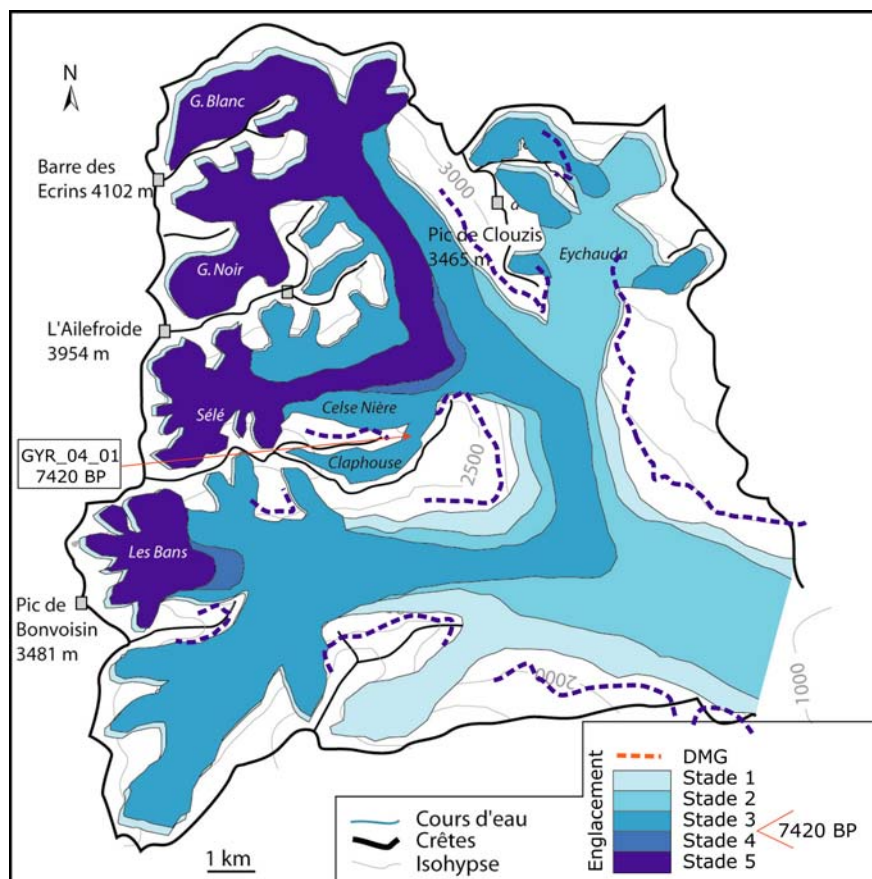 G. Blanc
N
Barre des
Ecrins 4102 m
3000
a
Pic de Clouzis
3465 m
Eychauda
G. Noir
L'Ailefroide
3954 m
Sélé
Celse Nière
GYR_04_01
7420 BP
Claphouse
2500
Les Bans
Pic de
Bonvoisin
3481 m
2000
1000
1 km
Cours d'eau
Crêtes
Isohypse
Englacement
DMG
Stade 1
Stade 2
Stade 3
Stade 4
Stade 5
7420 BP